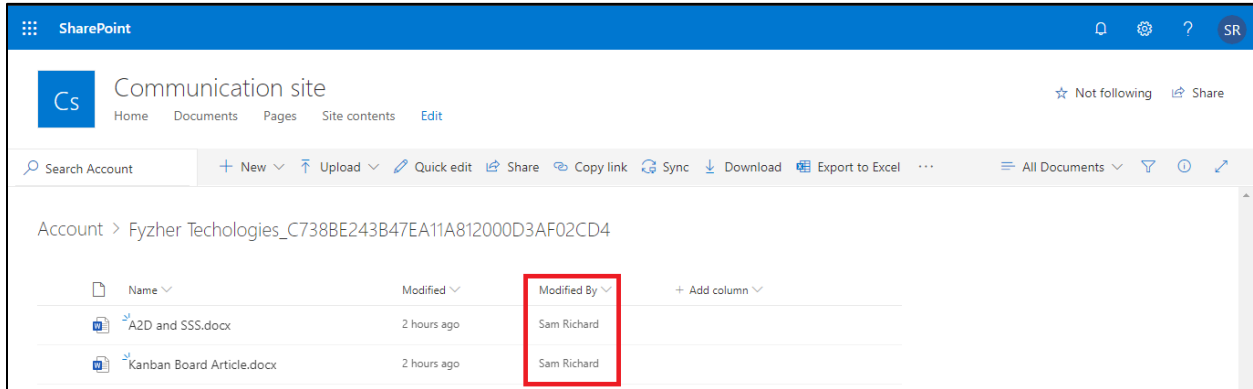 SharePoint ? SR
Cs Communication site
Home Documents Pages Site contents Edit
Not following Share
Search Account New Upload Quick edit Share Copy link Sync Download Export to Excel ··· All Documents
Account > Fyzher Techologies_C738BE243B47EA11A812000D3AF02CD4
Name Modified Modified By + Add column
A2D and SSS.docx 2 hours ago Sam Richard
Kanban Board Article.docx 2 hours ago Sam Richard